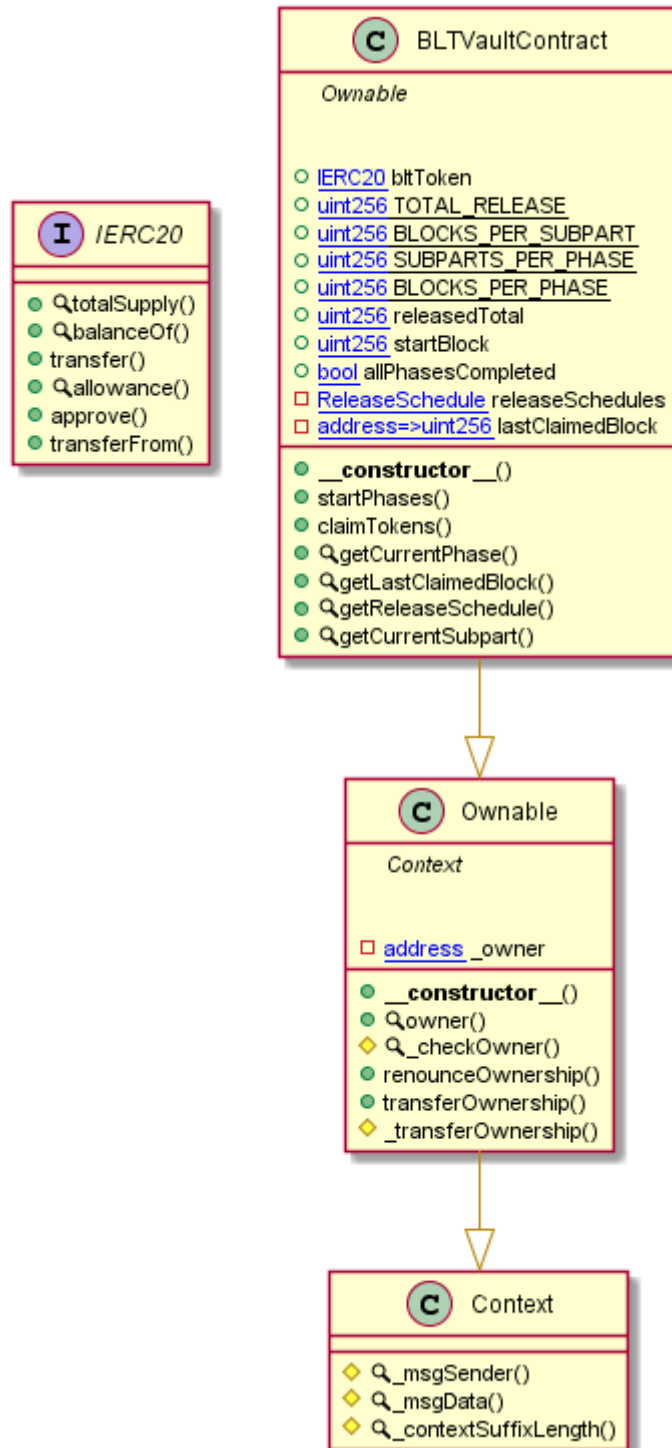 C BLTVaultContract
Ownable
IERC20 bltToken
uint256 TOTAL_RELEASE
uint256 BLOCKS_PER_SUBPART
uint256 SUBPARTS_PER_PHASE
uint256 BLOCKS_PER_PHASE
uint256 releasedTotal
uint256 startBlock
bool allPhasesCompleted
ReleaseSchedule releaseSchedules
address=>uint256 lastClaimedBlock
__constructor__()
startPhases()
claimTokens()
getCurrentPhase()
getLastClaimedBlock()
getReleaseSchedule()
getCurrentSubpart()
I IERC20
totalSupply()
balanceOf()
transfer()
allowance()
approve()
transferFrom()
C Ownable
Context
address _owner
__constructor__()
owner()
_checkOwner()
renounceOwnership()
transferOwnership()
_transferOwnership()
C Context
_msgSender()
_msgData()
_contextSuffixLength()